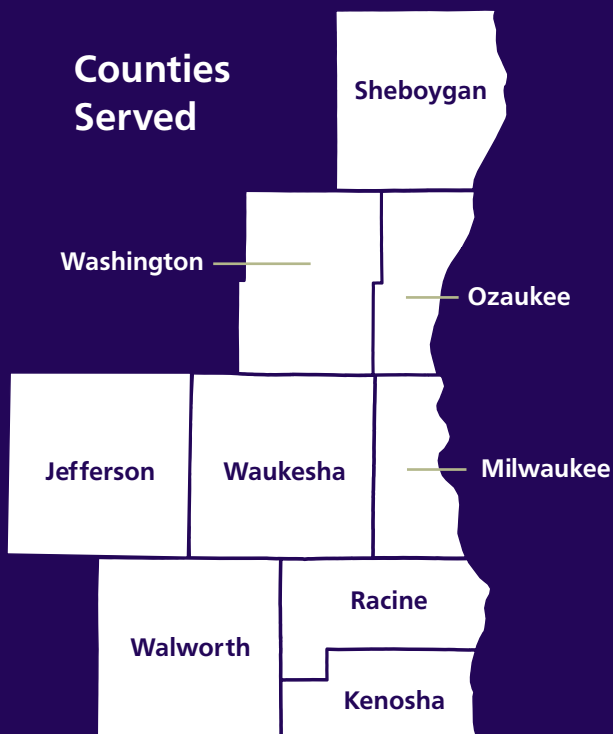 Counties
Served
Sheboygan
Washington
Ozaukee
Jefferson
Waukesha
Milwaukee
Racine
Walworth
Kenosha